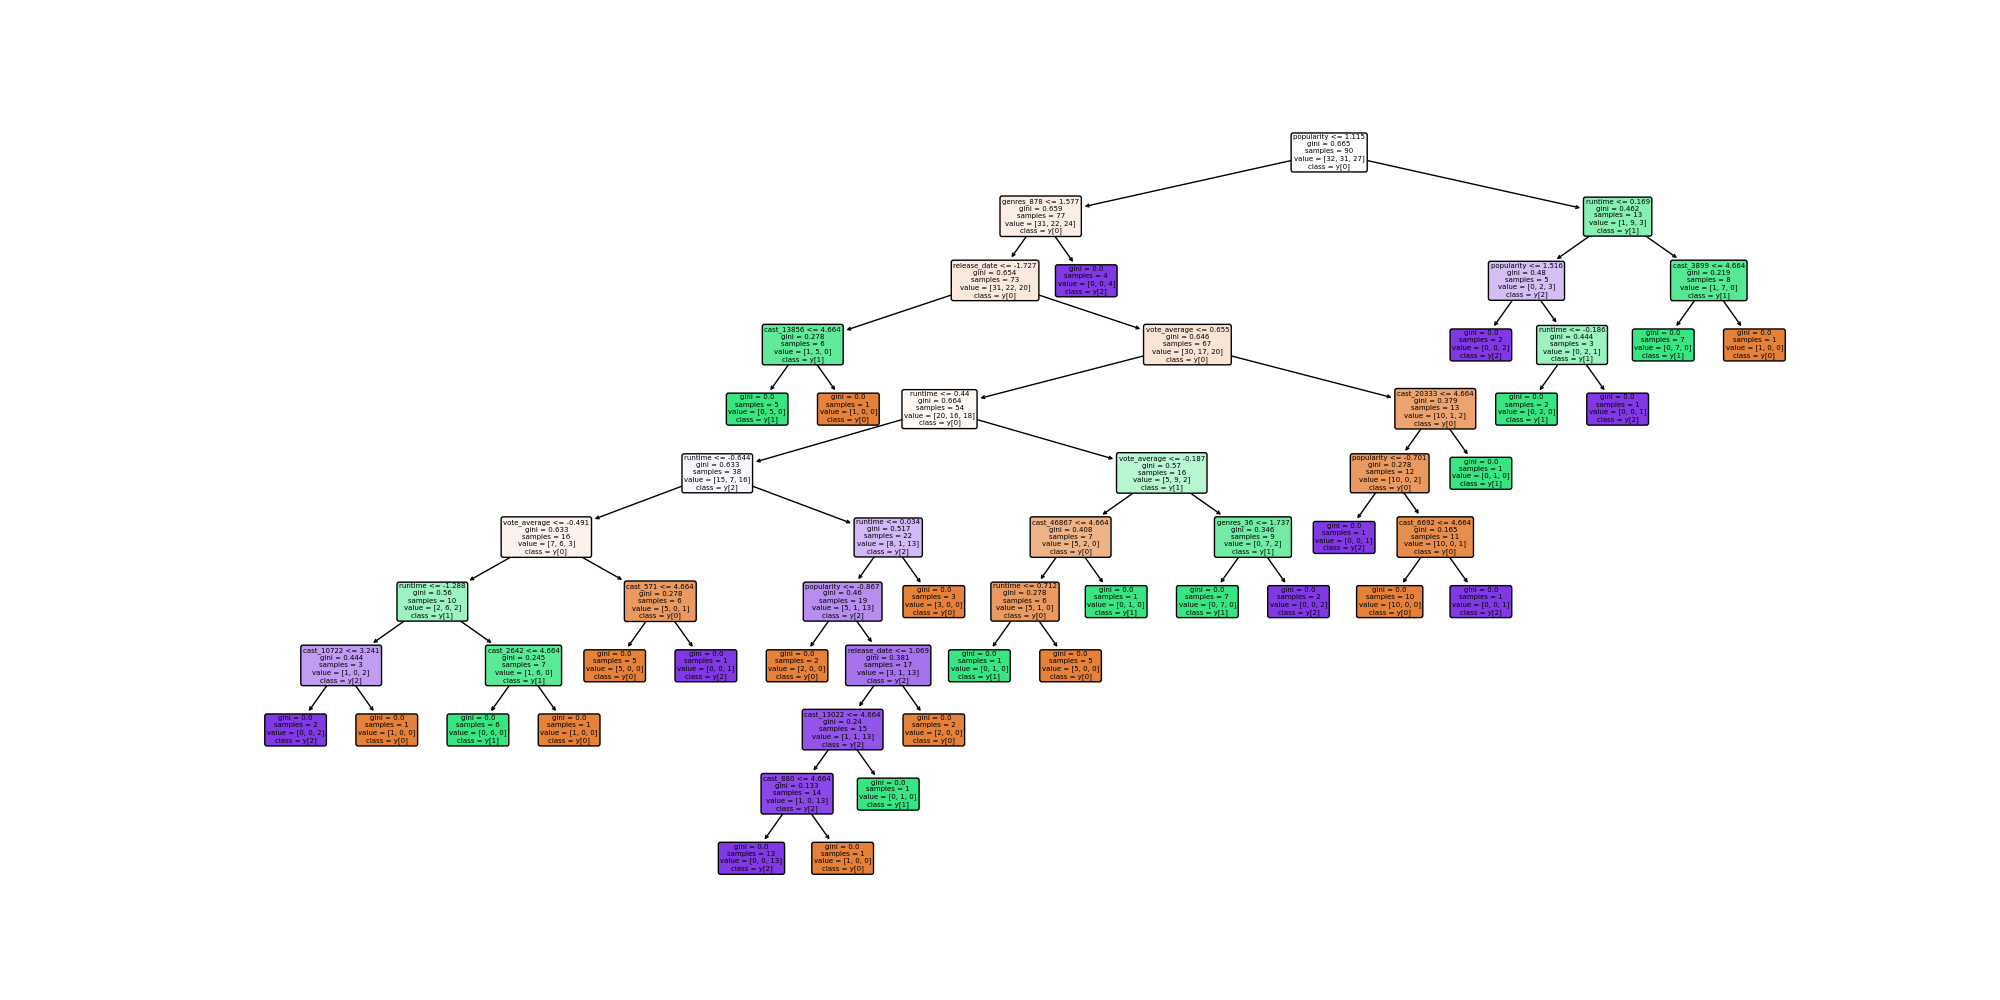 popularity <= 1.115
gini = 0.665
samples = 90
value = [32, 31, 27]
class = y[0]
genres_878 <= 1.577
gini = 0.659
samples = 77
value = [31, 22, 24]
class = y[0]
runtime <= 0.169
gini = 0.462
samples = 13
value = [1, 9, 3]
class = y[1]
release_date <= -1.727
gini = 0.654
samples = 73
value = [31, 22, 20]
class = y[0]
gini = 0.0
samples = 4
value = [0, 0, 4]
class = y[2]
popularity <= 1.516
gini = 0.48
samples = 5
value = [0, 2, 3]
class = y[2]
cast_3899 <= 4.664
gini = 0.219
samples = 8
value = [1, 7, 0]
class = y[1]
cast_13856 <= 4.664
gini = 0.278
samples = 6
value = [1, 5, 0]
class = y[1]
vote_average <= 0.655
gini = 0.646
samples = 67
value = [30, 17, 20]
class = y[0]
gini = 0.0
samples = 2
value = [0, 0, 2]
class = y[2]
runtime <= -0.186
gini = 0.444
samples = 3
value = [0, 2, 1]
class = y[1]
gini = 0.0
samples = 7
value = [0, 7, 0]
class = y[1]
gini = 0.0
samples = 1
value = [1, 0, 0]
class = y[0]
gini = 0.0
samples = 5
value = [0, 5, 0]
class = y[1]
gini = 0.0
samples = 1
value = [1, 0, 0]
class = y[0]
runtime <= 0.44
gini = 0.664
samples = 54
value = [20, 16, 18]
class = y[0]
cast_20333 <= 4.664
gini = 0.379
samples = 13
value = [10, 1, 2]
class = y[0]
gini = 0.0
samples = 2
value = [0, 2, 0]
class = y[1]
gini = 0.0
samples = 1
value = [0, 0, 1]
class = y[2]
runtime <= -0.644
gini = 0.633
samples = 38
value = [15, 7, 16]
class = y[2]
vote_average <= -0.187
gini = 0.57
samples = 16
value = [5, 9, 2]
class = y[1]
popularity <= -0.701
gini = 0.278
samples = 12
value = [10, 0, 2]
class = y[0]
gini = 0.0
samples = 1
value = [0, 1, 0]
class = y[1]
vote_average <= -0.491
gini = 0.633
samples = 16
value = [7, 6, 3]
class = y[0]
runtime <= 0.034
gini = 0.517
samples = 22
value = [8, 1, 13]
class = y[2]
cast_46867 <= 4.664
gini = 0.408
samples = 7
value = [5, 2, 0]
class = y[0]
genres_36 <= 1.737
gini = 0.346
samples = 9
value = [0, 7, 2]
class = y[1]
gini = 0.0
samples = 1
value = [0, 0, 1]
class = y[2]
cast_6692 <= 4.664
gini = 0.165
samples = 11
value = [10, 0, 1]
class = y[0]
runtime <= -1.288
gini = 0.56
samples = 10
value = [2, 6, 2]
class = y[1]
cast_571 <= 4.664
gini = 0.278
samples = 6
value = [5, 0, 1]
class = y[0]
popularity <= -0.867
gini = 0.46
samples = 19
value = [5, 1, 13]
class = y[2]
gini = 0.0
samples = 3
value = [3, 0, 0]
class = y[0]
runtime <= 0.712
gini = 0.278
samples = 6
value = [5, 1, 0]
class = y[0]
gini = 0.0
samples = 1
value = [0, 1, 0]
class = y[1]
gini = 0.0
samples = 7
value = [0, 7, 0]
class = y[1]
gini = 0.0
samples = 2
value = [0, 0, 2]
class = y[2]
gini = 0.0
samples = 10
value = [10, 0, 0]
class = y[0]
gini = 0.0
samples = 1
value = [0, 0, 1]
class = y[2]
cast_10722 <= 3.241
gini = 0.444
samples = 3
value = [1, 0, 2]
class = y[2]
cast_2642 <= 4.664
gini = 0.245
samples = 7
value = [1, 6, 0]
class = y[1]
gini = 0.0
samples = 5
value = [5, 0, 0]
class = y[0]
gini = 0.0
samples = 1
value = [0, 0, 1]
class = y[2]
gini = 0.0
samples = 2
value = [2, 0, 0]
class = y[0]
release_date <= 1.069
gini = 0.381
samples = 17
value = [3, 1, 13]
class = y[2]
gini = 0.0
samples = 1
value = [0, 1, 0]
class = y[1]
gini = 0.0
samples = 5
value = [5, 0, 0]
class = y[0]
gini = 0.0
samples = 2
value = [0, 0, 2]
class = y[2]
gini = 0.0
samples = 1
value = [1, 0, 0]
class = y[0]
gini = 0.0
samples = 6
value = [0, 6, 0]
class = y[1]
gini = 0.0
samples = 1
value = [1, 0, 0]
class = y[0]
cast_13022 <= 4.664
gini = 0.24
samples = 15
value = [1, 1, 13]
class = y[2]
gini = 0.0
samples = 2
value = [2, 0, 0]
class = y[0]
cast_880 <= 4.664
gini = 0.133
samples = 14
value = [1, 0, 13]
class = y[2]
gini = 0.0
samples = 1
value = [0, 1, 0]
class = y[1]
gini = 0.0
samples = 13
value = [0, 0, 13]
class = y[2]
gini = 0.0
samples = 1
value = [1, 0, 0]
class = y[0]